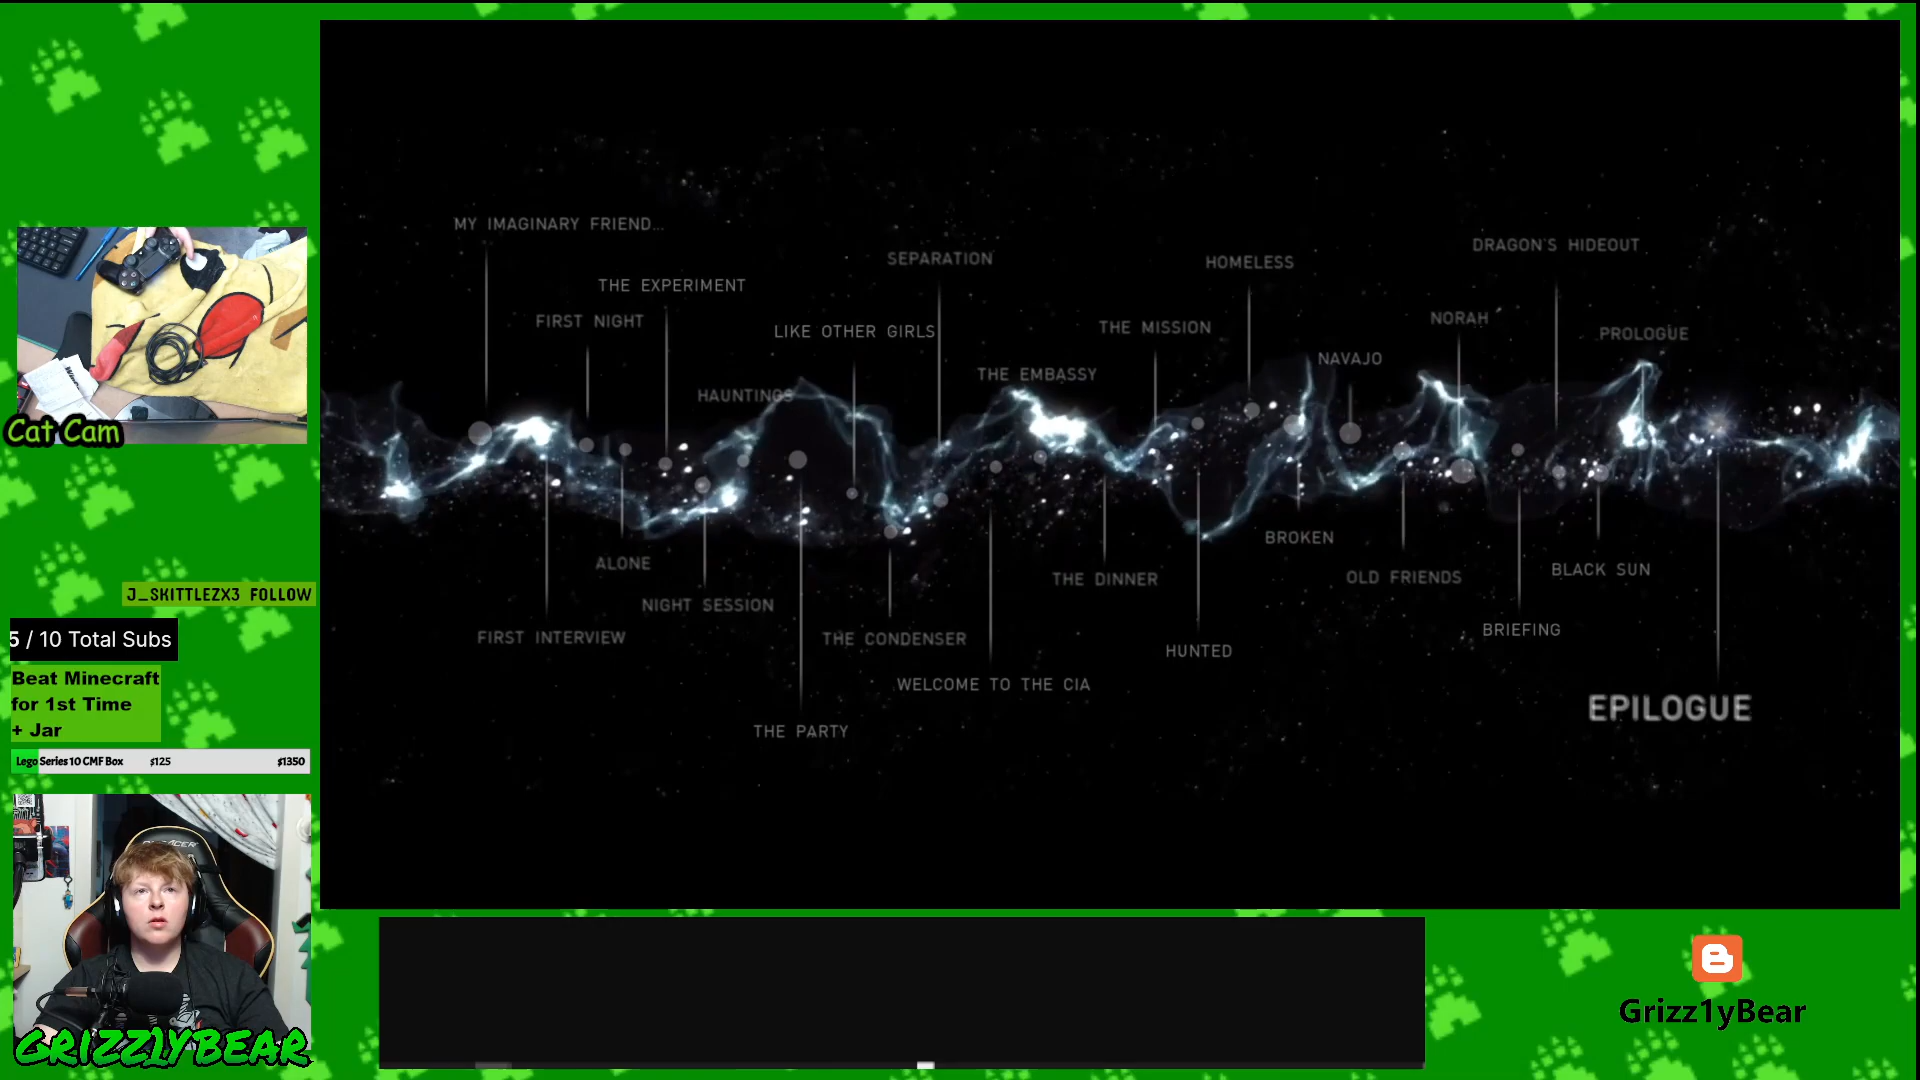 MY IMAGINARY FRIEND...
SEPARATION
DRAGON'S HIDEOUT
HOMELESS
THE EXPERIMENT
FIRST NIGHT
LIKE OTHER GIRLS
THE MISSION
NORAH
PROLOGUE
NAVAJO
THE EMBASSY
HAUNTINGS
BROKEN
ALONE
THE DINNER
OLD FRIENDS
BLACK SUN
NIGHT SESSION
FIRST INTERVIEW
THE CONDENSER
HUNTED
BRIEFING
WELCOME TO THE CIA
EPILOGUE
THE PARTY
Cat Cam
J_SKITTLEZX3 FOLLOW
5 / 10 Total Subs
Beat Minecraft
for 1st Time
+ Jar
Lego Series 10 CMF Box $125 $1350
GRIZZ1YBEAR
Grizz1yBear